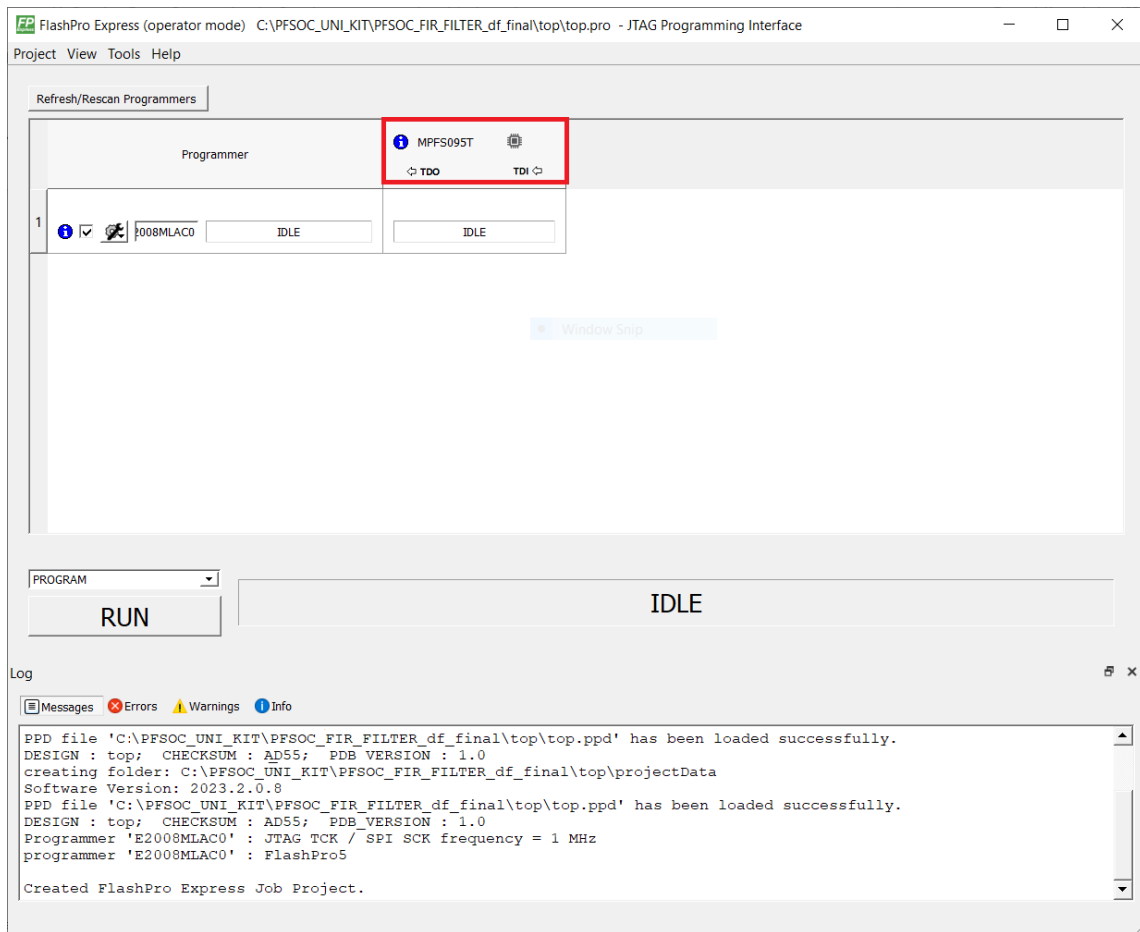 FP FlashPro Express (operator mode) C:\PFSOC_UNI_KIT\PFSOC_FIR_FILTER_df_final\top\top.pro - JTAG Programming Interface
Project View Tools Help
Refresh/Rescan Programmers
Programmer
MPFS095T
TDO TDI
1 2008MLAC0 IDLE IDLE
Window Snip
PROGRAM
RUN
IDLE
Log
Messages Errors Warnings Info
PPD file 'C:\PFSOC_UNI_KIT\PFSOC_FIR_FILTER_df_final\top\top.ppd' has been loaded successfully.
DESIGN : top; CHECKSUM : AD55; PDB VERSION : 1.0
creating folder: C:\PFSOC_UNI_KIT\PFSOC_FIR_FILTER_df_final\top\projectData
Software Version: 2023.2.0.8
PPD file 'C:\PFSOC_UNI_KIT\PFSOC_FIR_FILTER_df_final\top\top.ppd' has been loaded successfully.
DESIGN : top; CHECKSUM : AD55; PDB VERSION : 1.0
Programmer 'E2008MLAC0' : JTAG TCK / SPI SCK frequency = 1 MHz
programmer 'E2008MLAC0' : FlashPro5
Created FlashPro Express Job Project.